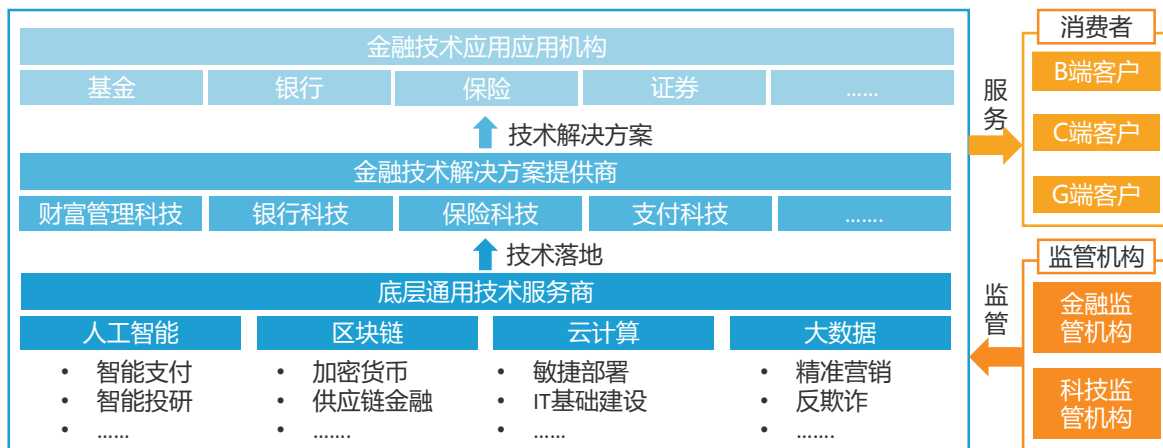 金融技术应用应用机构
基金
银行
保险
证券
......
技术解决方案
金融技术解决方案提供商
财富管理科技
银行科技
保险科技
支付科技
.......
技术落地
底层通用技术服务商
人工智能
区块链
云计算
大数据
• 智能支付
• 智能投研
• ......
• 加密货币
• 供应链金融
• .......
• 敏捷部署
• IT基础建设
• ......
• 精准营销
• 反欺诈
• .......
服
务
消费者
B端客户
C端客户
G端客户
监
管
监管机构
金融监
管机构
科技监
管机构